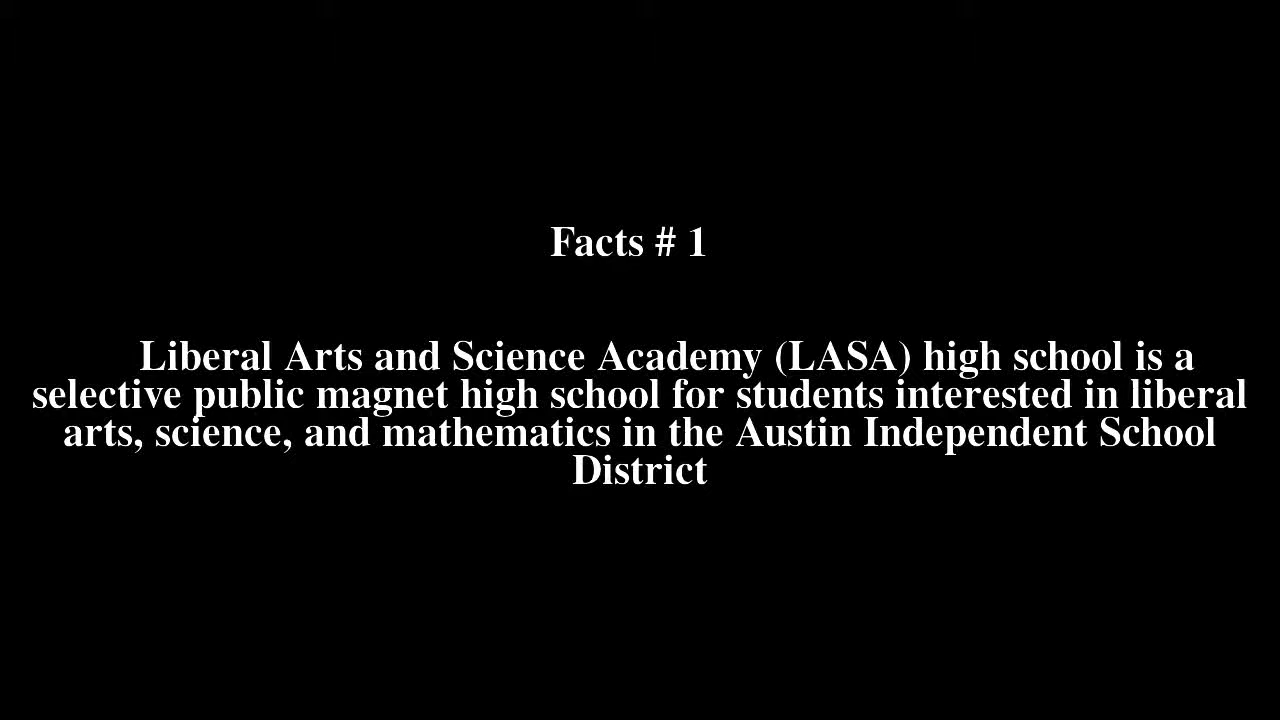 Facts # 1
Liberal Arts and Science Academy (LASA) high school is a
selective public magnet high school for students interested in liberal
arts, science, and mathematics in the Austin Independent School
District